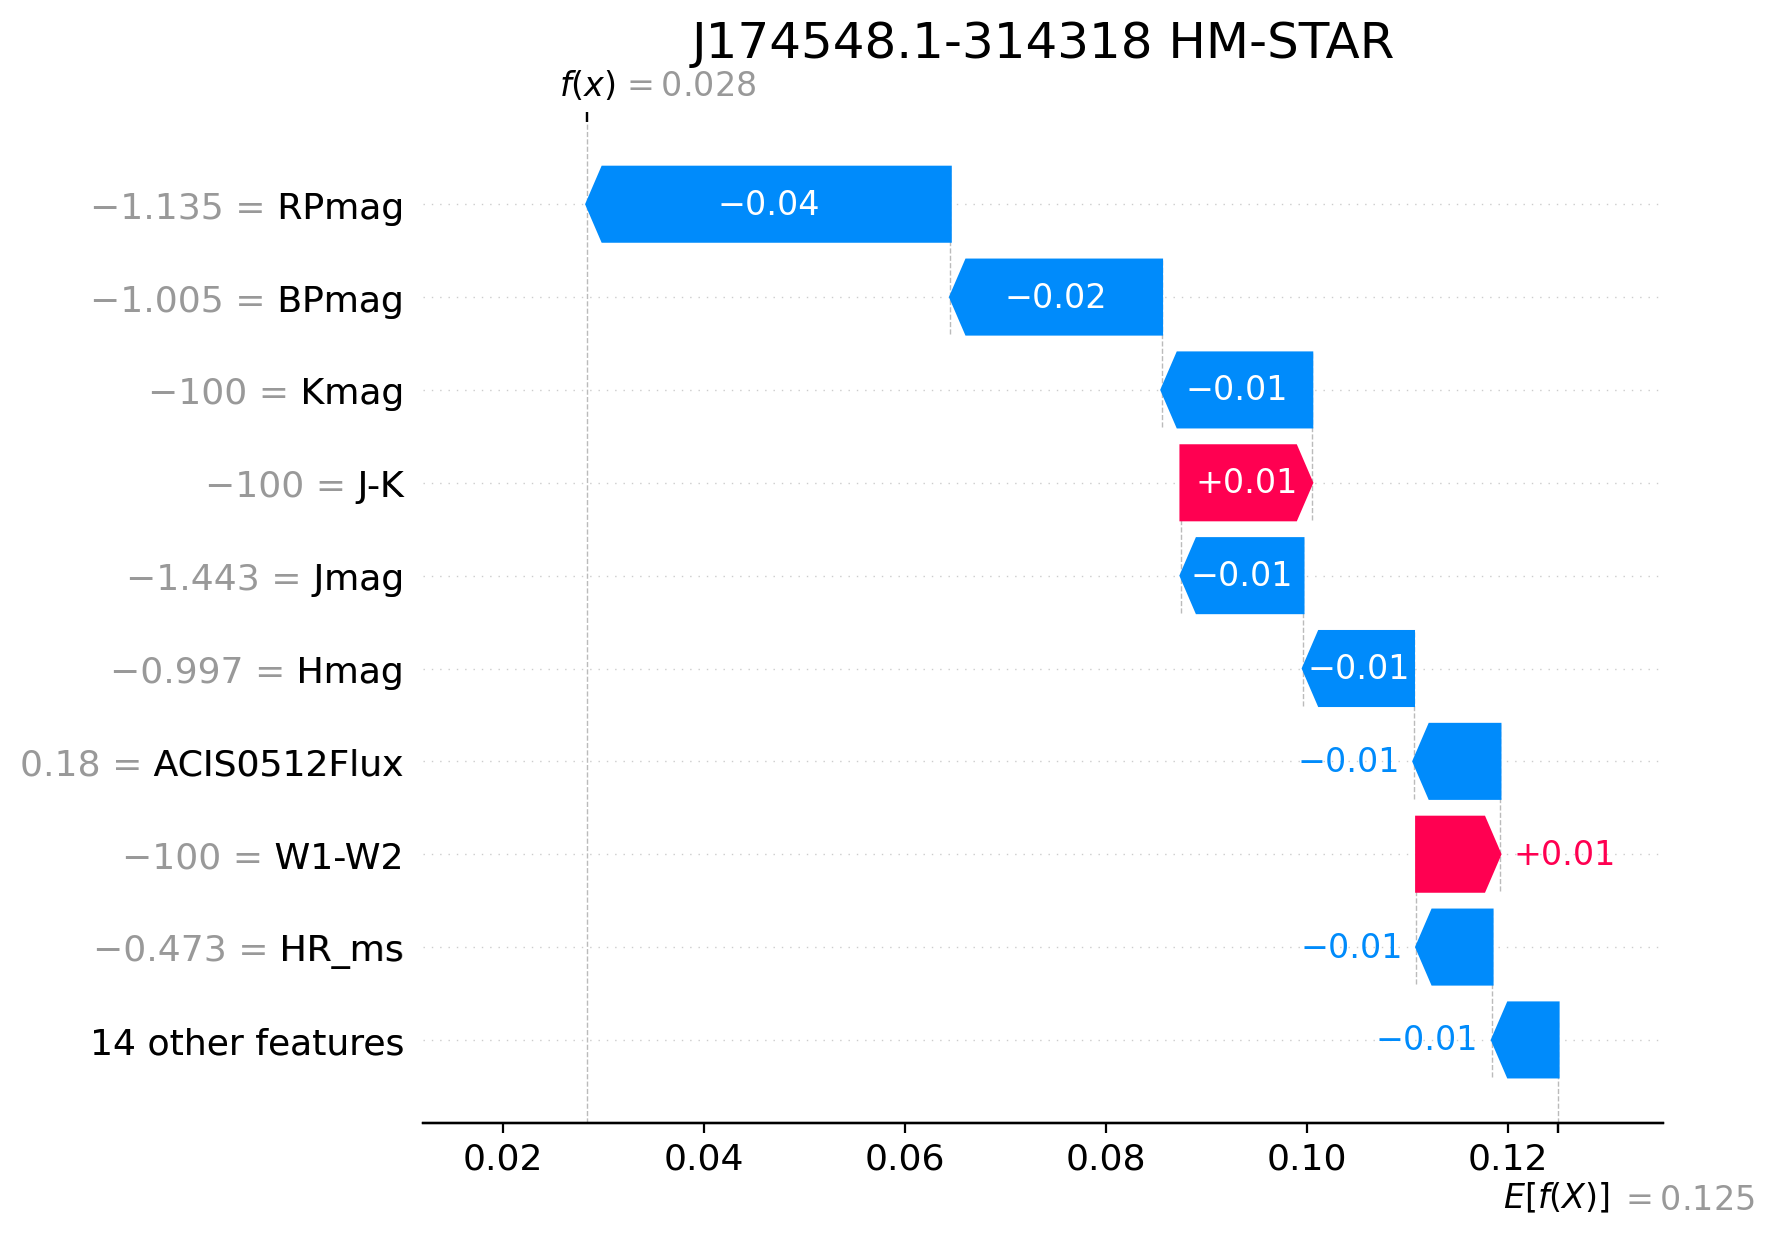 J174548.1-314318 HM-STAR
f(x) = 0.028
−1.135 = RPmag −0.04
−1.005 = BPmag −0.02
−100 = Kmag −0.01
−100 = J-K +0.01
−1.443 = Jmag −0.01
−0.997 = Hmag −0.01
0.18 = ACIS0512Flux −0.01
−100 = W1-W2 +0.01
−0.473 = HR_ms −0.01
14 other features −0.01
0.02 0.04 0.06 0.08 0.10 0.12
E[f(X)] = 0.125